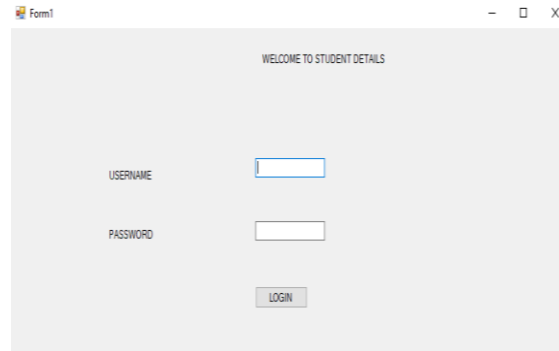 Form1
WELCOME TO STUDENT DETAILS
USERNAME
PASSWORD
LOGIN